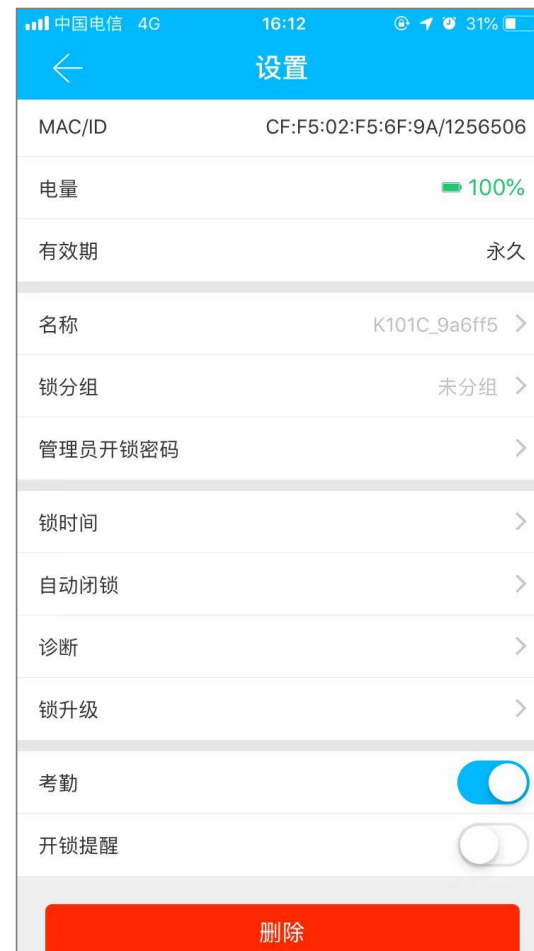 中国电信 4G 16:12 31%
设置
MAC/ID CF:F5:02:F5:6F:9A/1256506
电量 100%
有效期 永久
名称 K101C_9a6ff5
锁分组 未分组
管理员开锁密码
锁时间
自动闭锁
诊断
锁升级
考勤
开锁提醒
删除